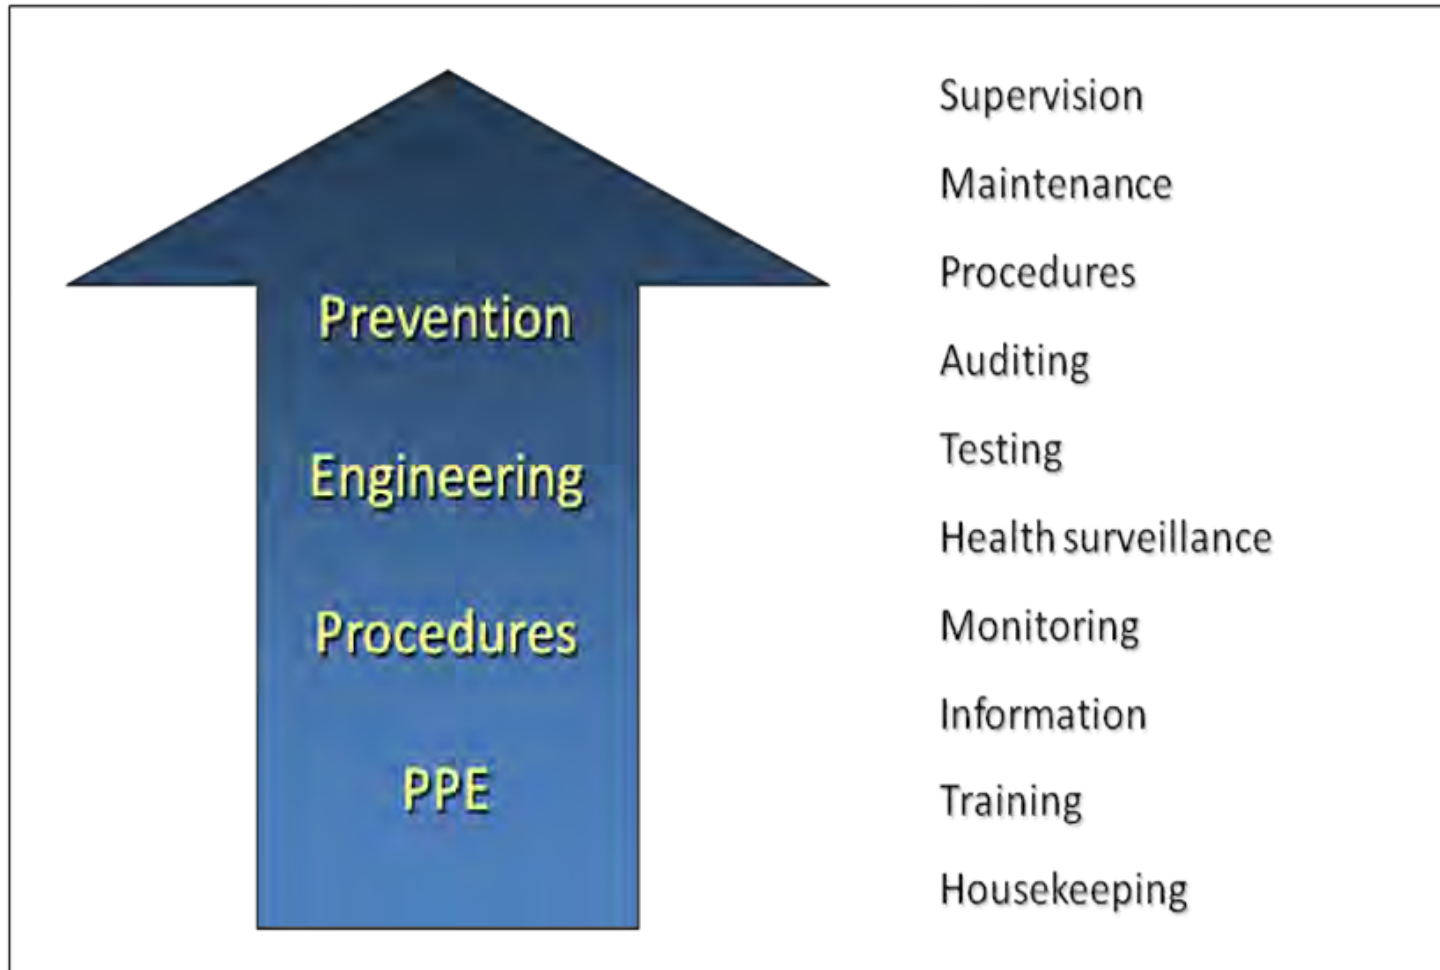 Prevention
Engineering
Procedures
PPE
Supervision
Maintenance
Procedures
Auditing
Testing
Health surveillance
Monitoring
Information
Training
Housekeeping